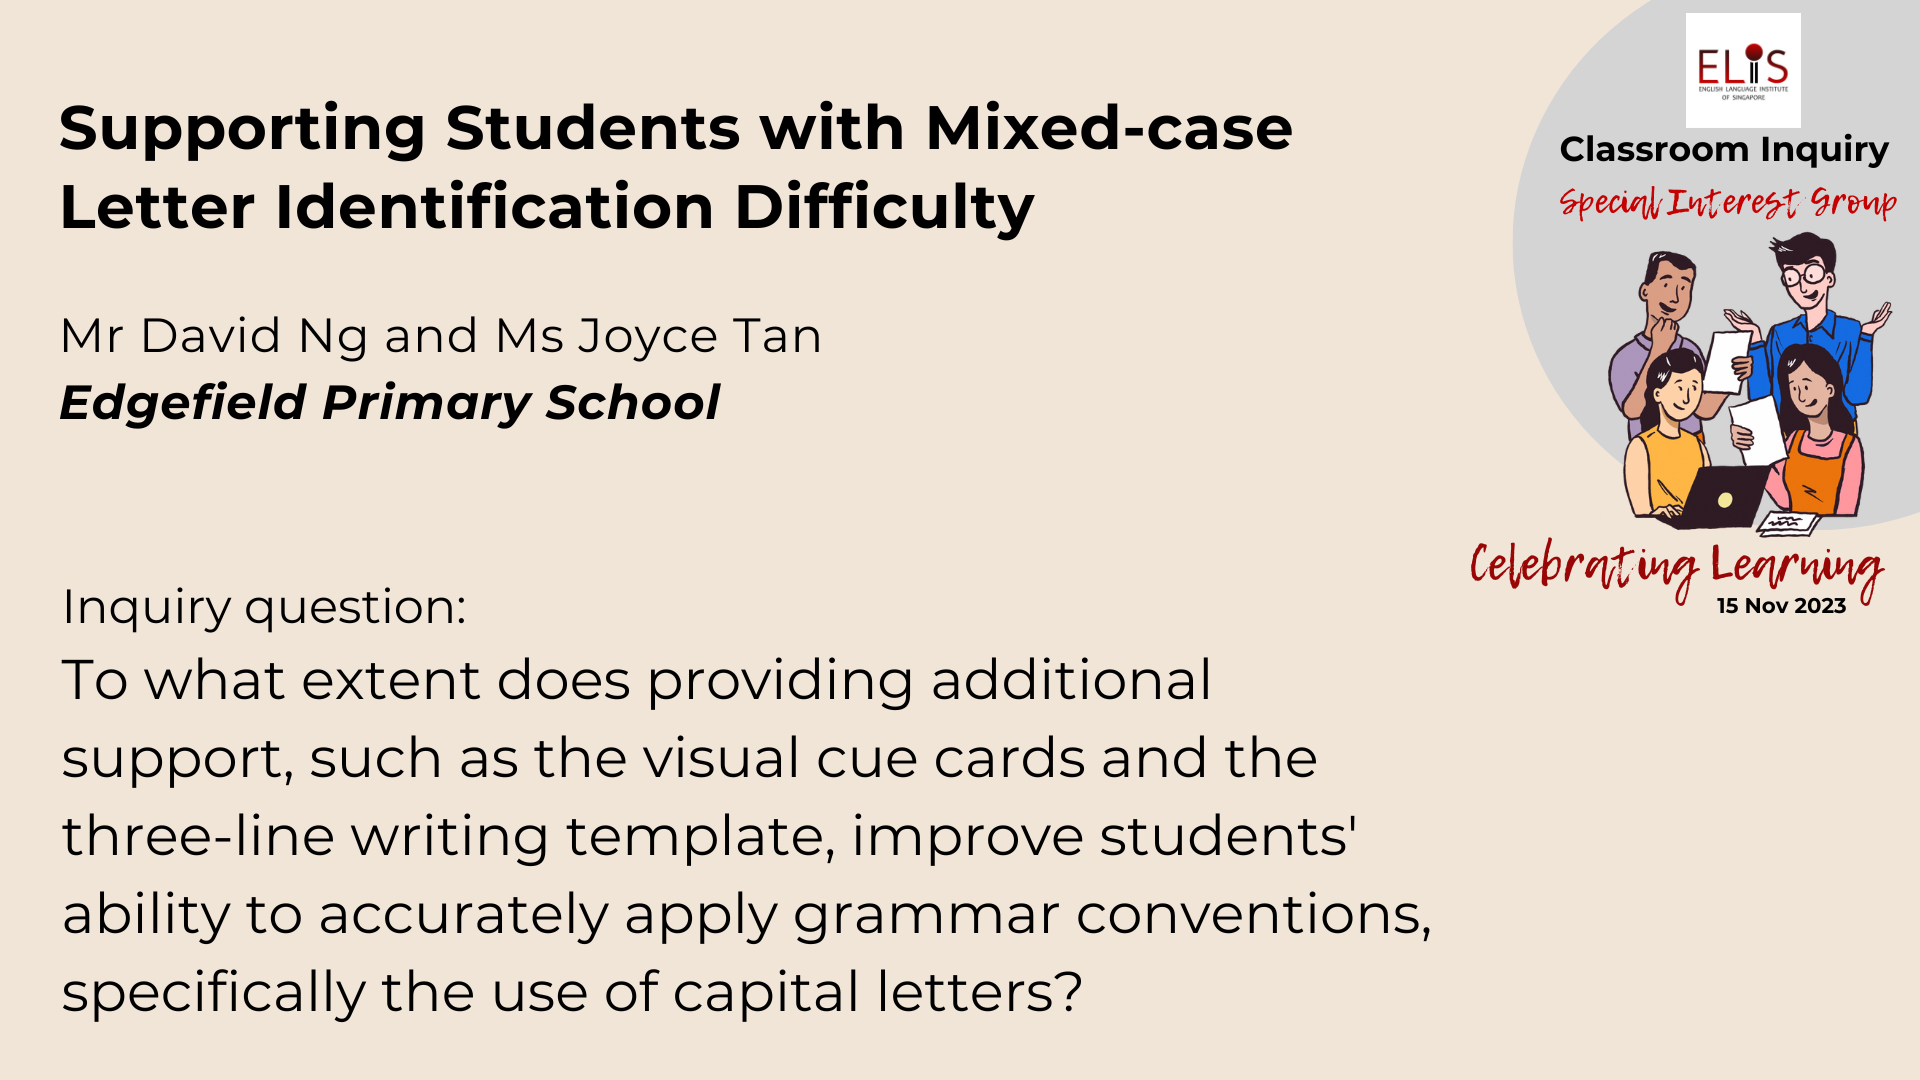 Supporting Students with Mixed-case
Letter Identification Difficulty
Mr David Ng and Ms Joyce Tan
Edgefield Primary School
Inquiry question:
To what extent does providing additional
support, such as the visual cue cards and the
three-line writing template, improve students'
ability to accurately apply grammar conventions,
specifically the use of capital letters?
ELiS
ENGLISH LANGUAGE INSTITUTE
OF SINGAPORE
Classroom Inquiry
Special Interest Group
Celebrating Learning
15 Nov 2023